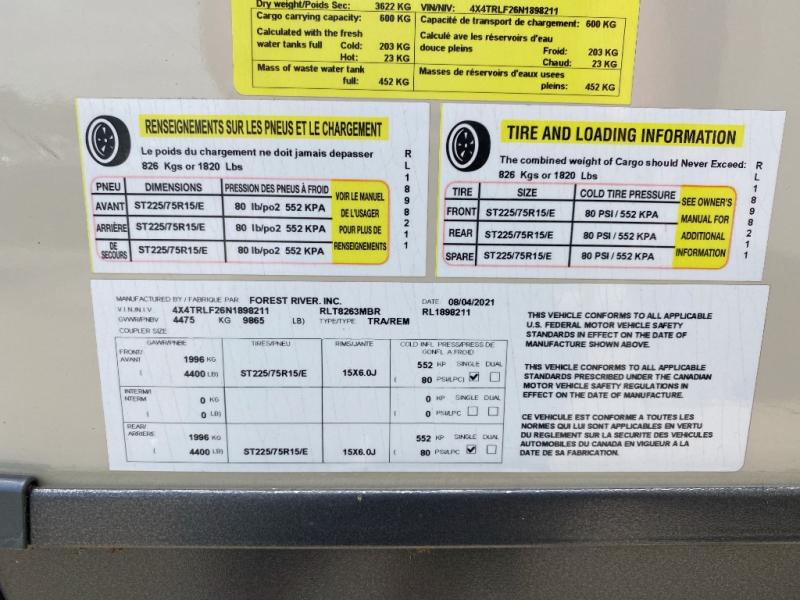 Dry weight/Poids Sec: 3622 KG
Cargo carrying capacity: 600 KG
Calculated with the fresh
water tanks full Cold: 203 KG
Hot: 23 KG
Mass of waste water tank
full: 452 KG
VIN/NIV: 4X4TRLF26N1898211
Capacité de transport de chargement: 600 KG
Calculé ave les réservoirs d'eau
douce pleins Froid: 203 KG
Chaud: 23 KG
Masses de réservoirs d'eaux usees
pleins: 452 KG
RENSEIGNEMENTS SUR LES PNEUS ET LE CHARGEMENT
Le poids du chargement ne doit jamais depasser
826 Kgs or 1820 Lbs
PNEU DIMENSIONS PRESSION DES PNEUS À FROID
AVANT ST225/75R15/E 80 lb/po2 552 KPA
ARRIÈRE ST225/75R15/E 80 lb/po2 552 KPA
DE SECOURS ST225/75R15/E 80 lb/po2 552 KPA
VOIR LE MANUEL
DE L'USAGER
POUR PLUS DE
RENSEIGNEMENTS
RL1898211
TIRE AND LOADING INFORMATION
The combined weight of Cargo should Never Exceed:
826 Kgs or 1820 Lbs
TIRE SIZE COLD TIRE PRESSURE
FRONT ST225/75R15/E 80 PSI / 552 KPA
REAR ST225/75R15/E 80 PSI / 552 KPA
SPARE ST225/75R15/E 80 PSI / 552 KPA
SEE OWNER'S
MANUAL FOR
ADDITIONAL
INFORMATION
RL1898211
MANUFACTURED BY / FABRIQUE PAR FOREST RIVER, INC. DATE 08/04/2021
V.I.N./N.I.V 4X4TRLF26N1898211 RLT8263MBR RL1898211
GVWR/PNBV 4475 KG 9865 LB) TYPE/TYPE TRA/REM
COUPLER SIZE
GAWR/PNBE TIRES/PNEU RIMS/JANTE COLD INFL PRESS/PRESS DE
GONFL A FROID
FRONT/
AVANT 1996 KG 552 KP SINGLE DUAL
( 4400 LB) ST225/75R15/E 15X6.0J ( 80 PSI/LPC)
INTERM/
INTERM 0 KG 0 KP SINGLE DUAL
( 0 LB) ( 0 PSI/LPC
REAR/
ARRIERE 1996 KG 552 KP SINGLE DUAL
( 4400 LB) ST225/75R15/E 15X6.0J ( 80 PSI/LPC
THIS VEHICLE CONFORMS TO ALL APPLICABLE
U.S. FEDERAL MOTOR VEHICLE SAFETY
STANDARDS IN EFFECT ON THE DATE OF
MANUFACTURE SHOWN ABOVE.
THIS VEHICLE CONFORMS TO ALL APPLICABLE
STANDARDS PRESCRIBED UNDER THE CANADIAN
MOTOR VEHICLE SAFETY REGULATIONS IN
EFFECT ON THE DATE OF MANUFACTURE.
CE VEHICULE EST CONFORME A TOUTES LES
NORMES QUI LUI SONT APPLICABLES EN VERTU
DU REGLEMENT SUR LA SECURITE DES VEHICULES
AUTOMOBILES DU CANADA EN VIGUEUR A LA
DATE DE SA FABRICATION.